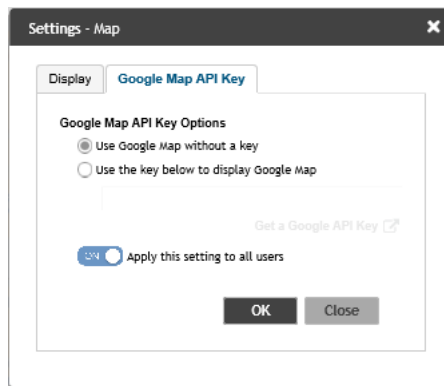 Settings - Map
Display
Google Map API Key
Google Map API Key Options
Use Google Map without a key
Use the key below to display Google Map
Get a Google API Key
ON
Apply this setting to all users
OK
Close